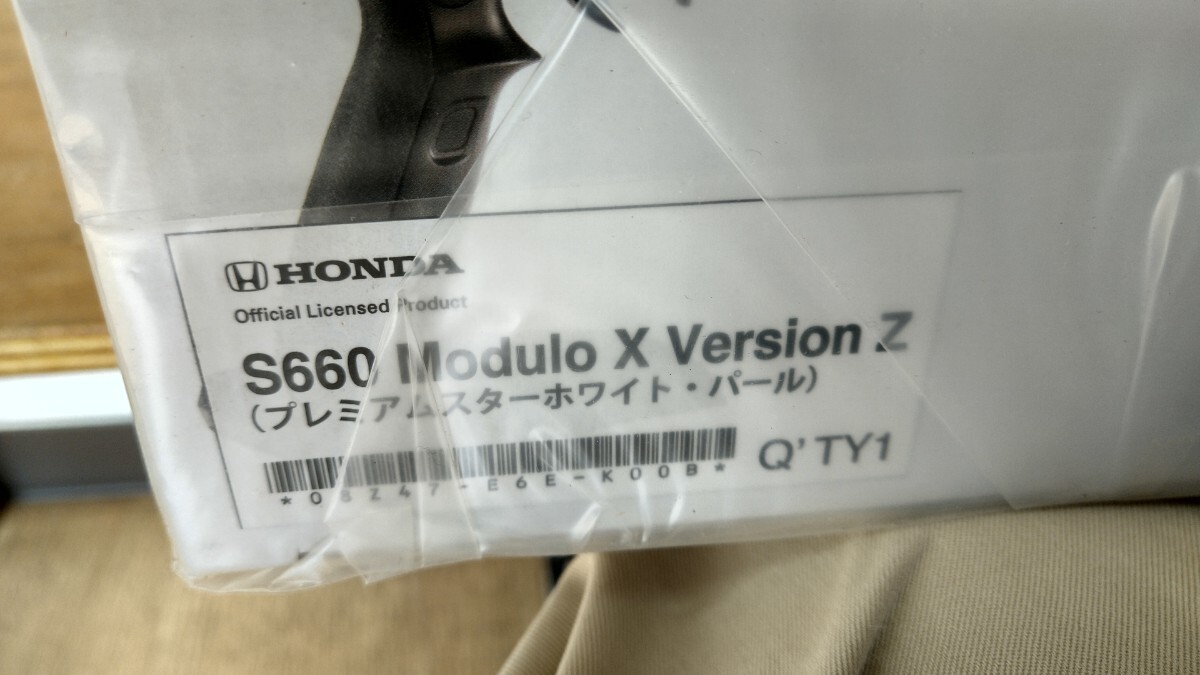 HONDA
Official Licensed Product
S660 Modulo X Version Z
（プレミアムスターホワイト・パール）
*08Z47-E6E-K00B*
Q'TY1